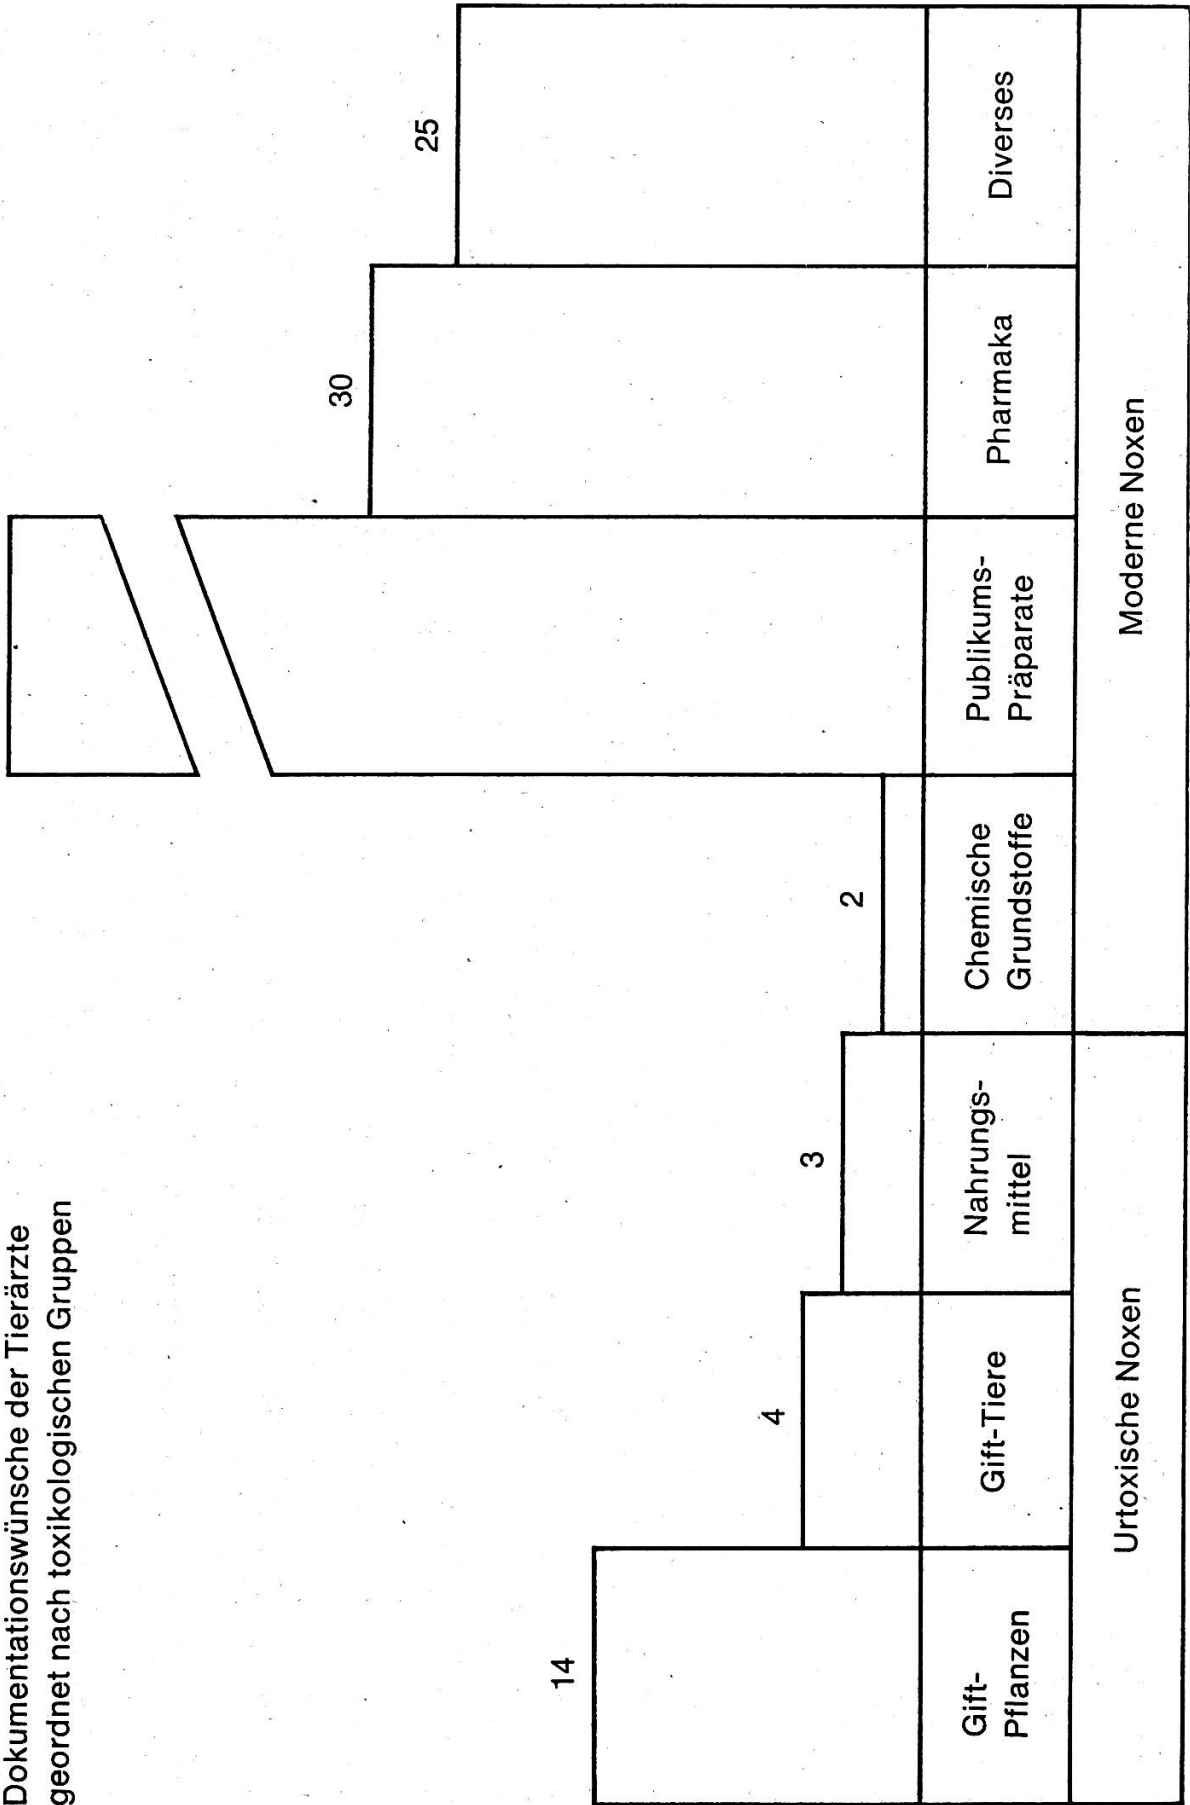 Dokumentationswünsche der Tierärzte
geordnet nach toxikologischen Gruppen
14
4
3
2
30
25
Gift-
Pflanzen
Gift-Tiere
Nahrungs-
mittel
Chemische
Grundstoffe
Publikums-
Präparate
Pharmaka
Diverses
Urtoxische Noxen
Moderne Noxen